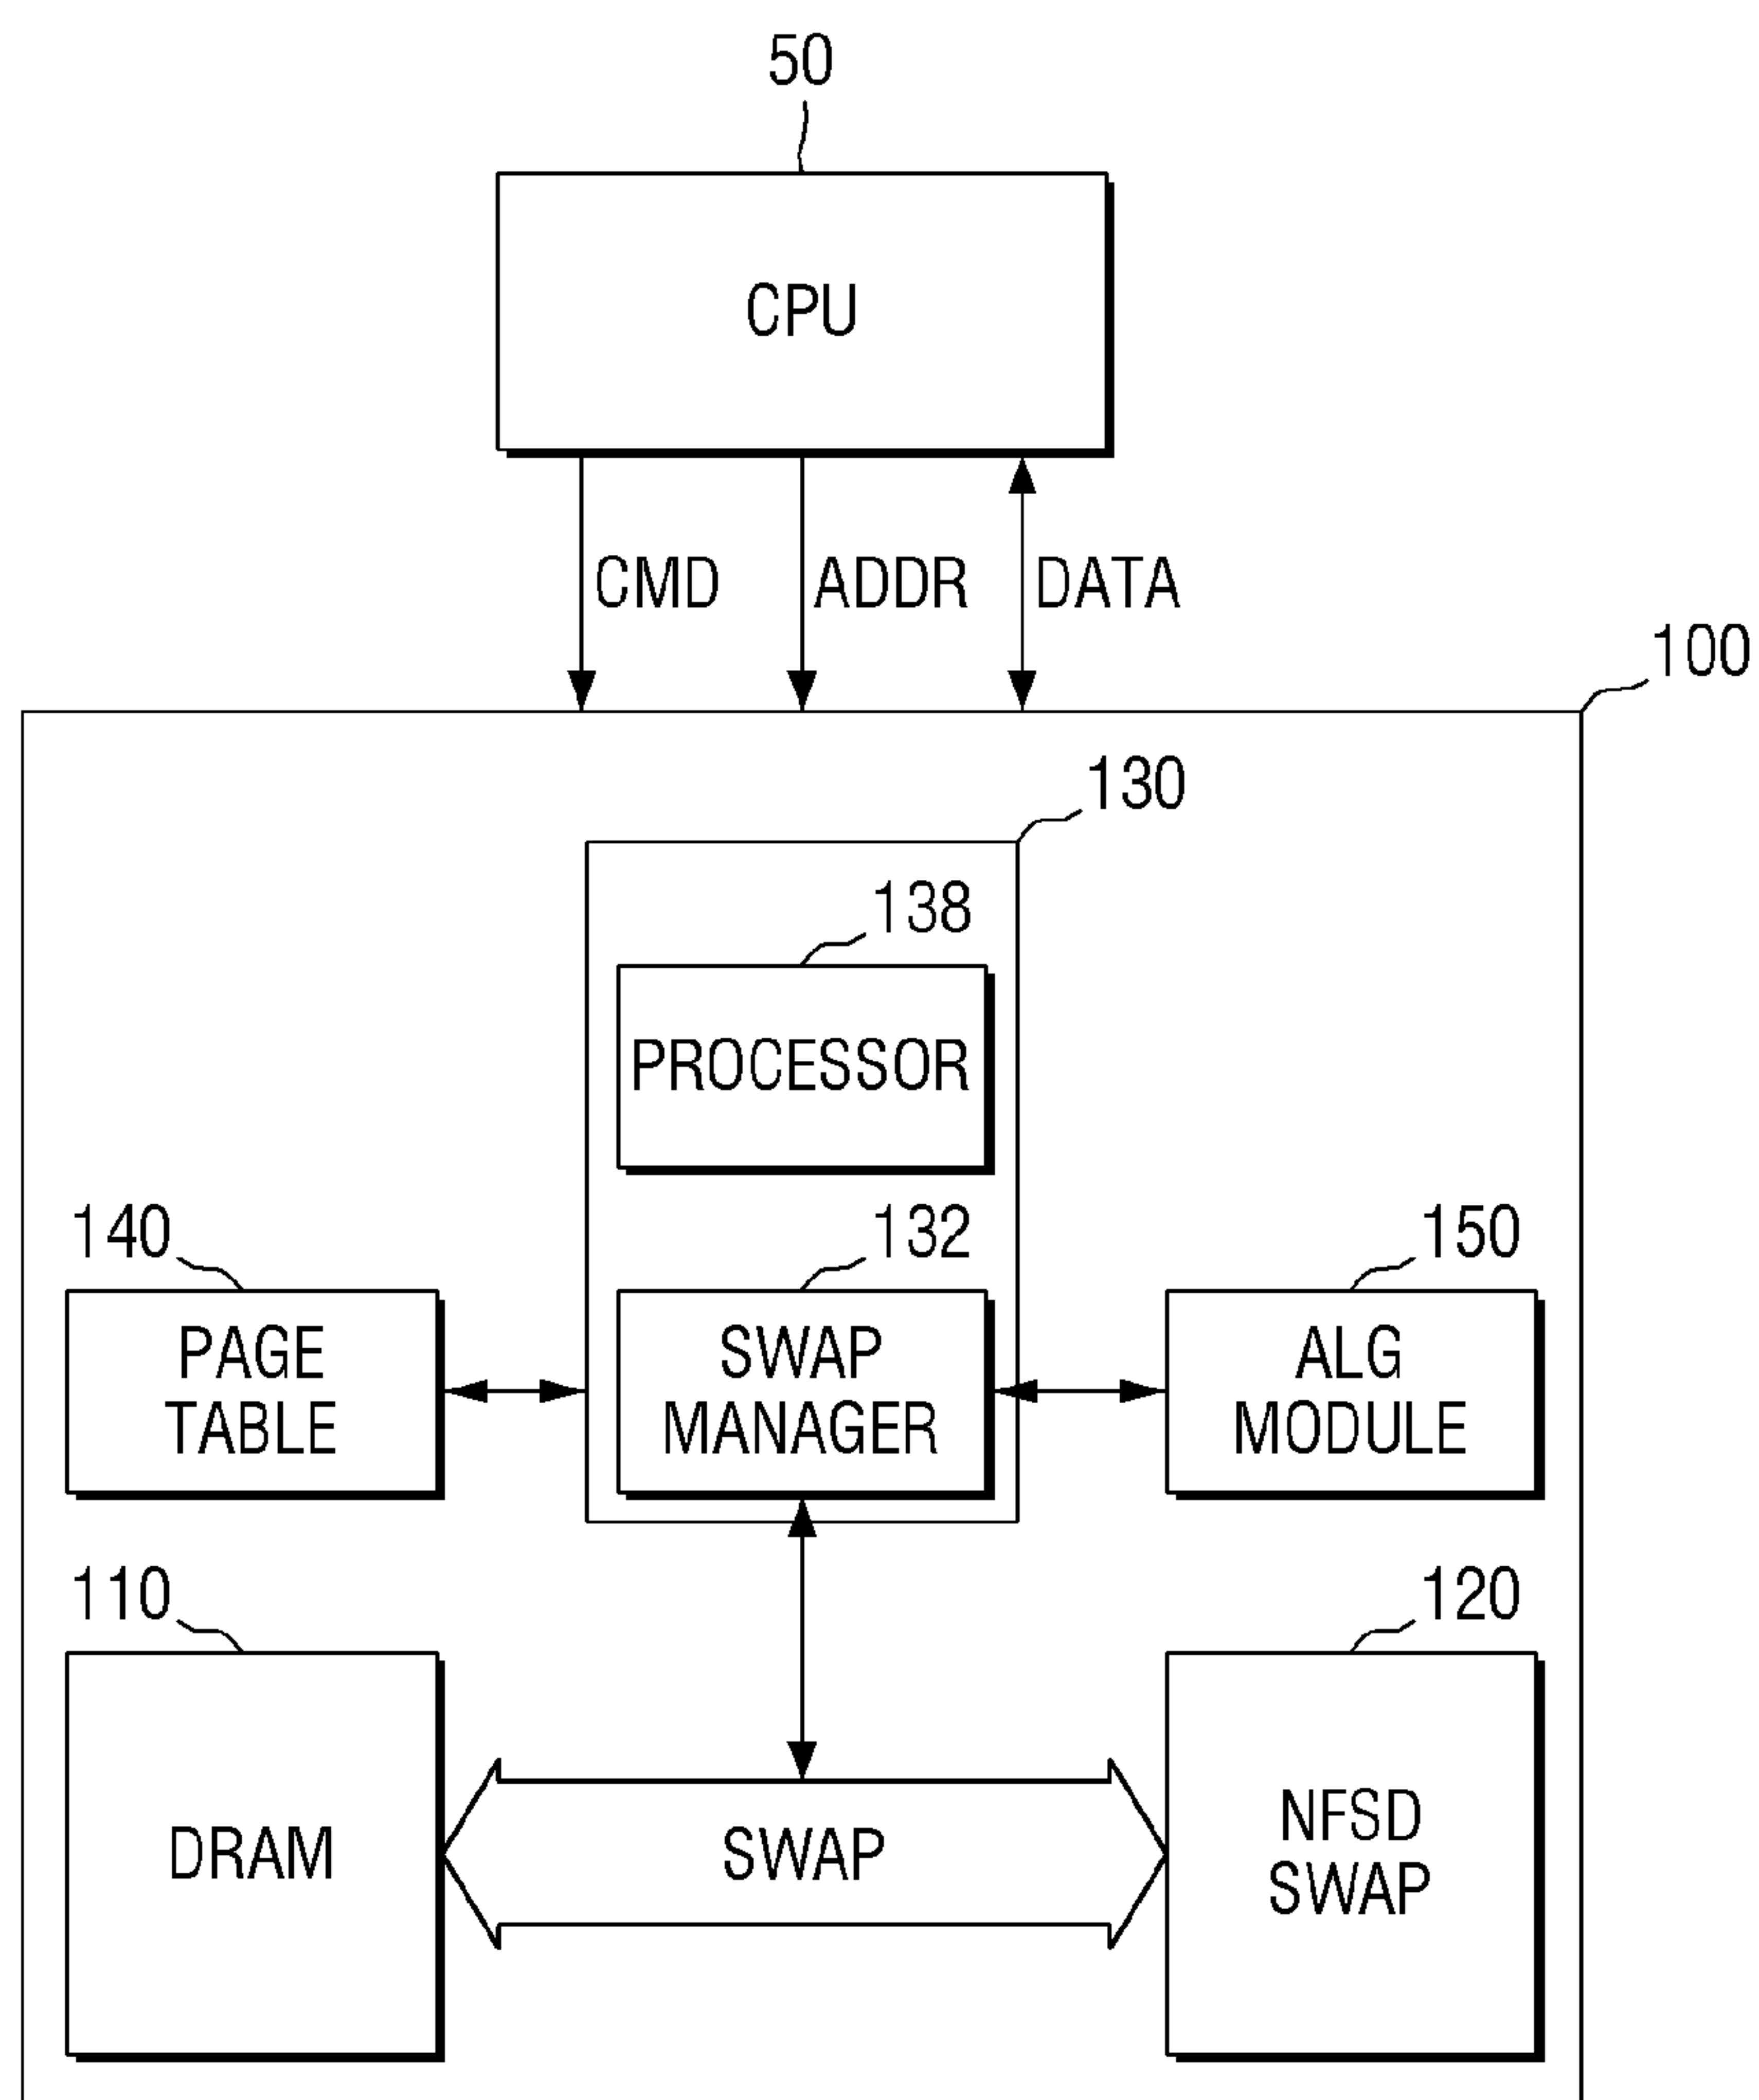 50
CPU
CMD
ADDR
DATA
100
130
138
PROCESSOR
140
132
150
PAGE
TABLE
SWAP
MANAGER
ALG
MODULE
110
120
DRAM
SWAP
NFSD
SWAP